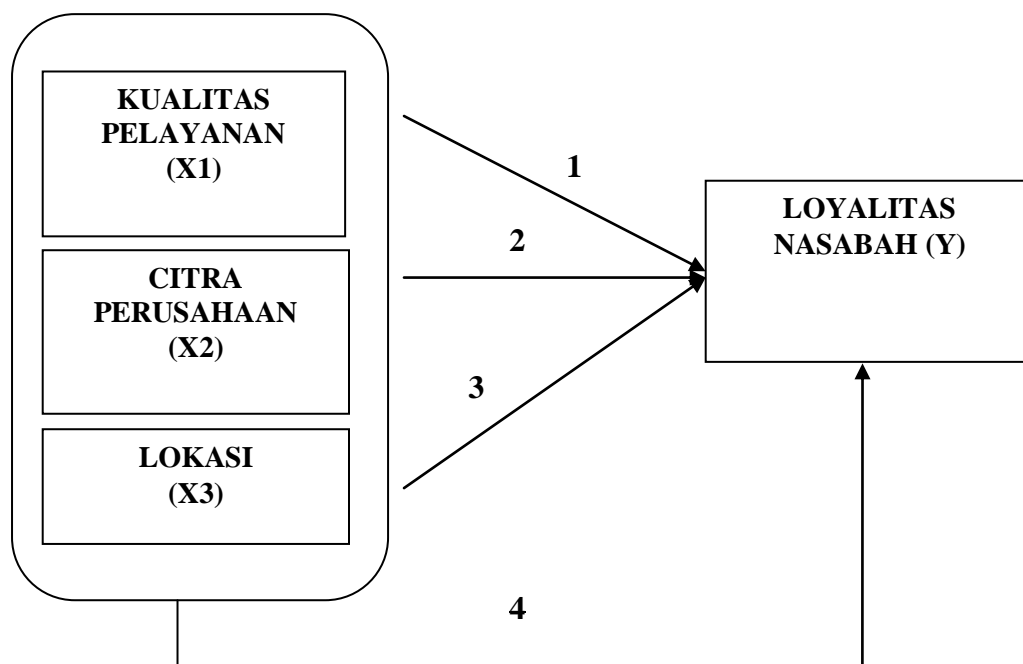 KUALITAS
PELAYANAN
(X1)
1
LOYALITAS
NASABAH (Y)
2
CITRA
PERUSAHAAN
(X2)
3
LOKASI
(X3)
4